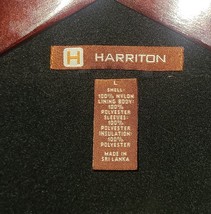 H HARRITON
L
SHELL:
100% NYLON
LINING BODY:
100%
POLYESTER
SLEEVES:
100%
POLYESTER
INSULATION:
100%
POLYESTER
MADE IN
SRI LANKA